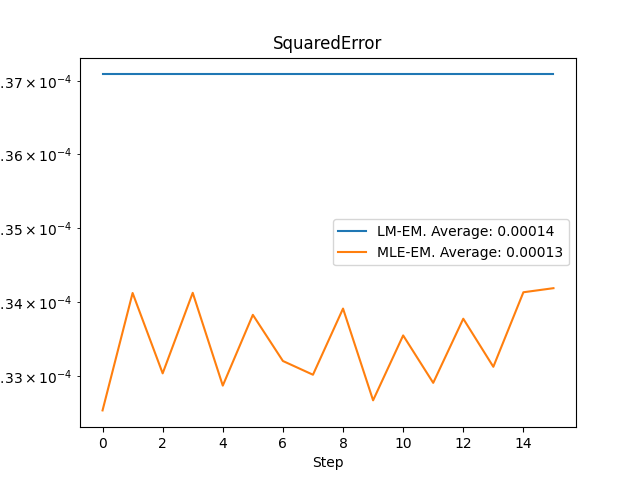 SquaredError
.37 × 10⁻⁴
.36 × 10⁻⁴
.35 × 10⁻⁴
.34 × 10⁻⁴
.33 × 10⁻⁴
LM-EM. Average: 0.00014
MLE-EM. Average: 0.00013
0 2 4 6 8 10 12 14
Step